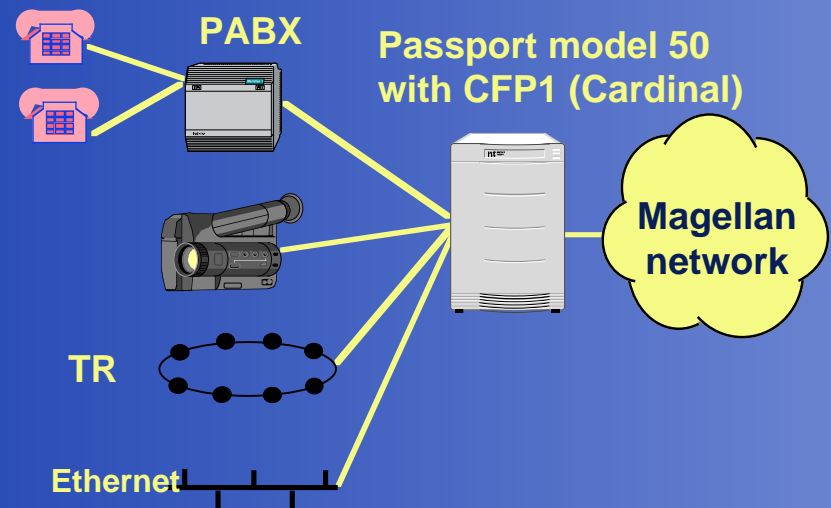 PABX
Passport model 50
with CFP1 (Cardinal)
Magellan
network
TR
Ethernet